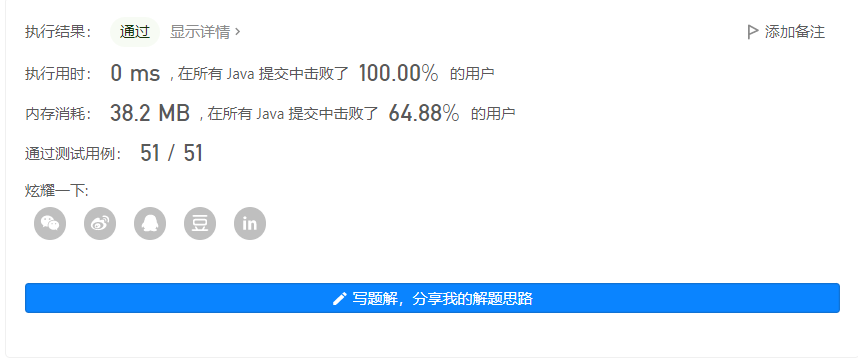 执行结果： 通过 显示详情 › 添加备注
执行用时： 0 ms , 在所有 Java 提交中击败了 100.00% 的用户
内存消耗： 38.2 MB , 在所有 Java 提交中击败了 64.88% 的用户
通过测试用例： 51 / 51
炫耀一下:
豆 in
写题解，分享我的解题思路